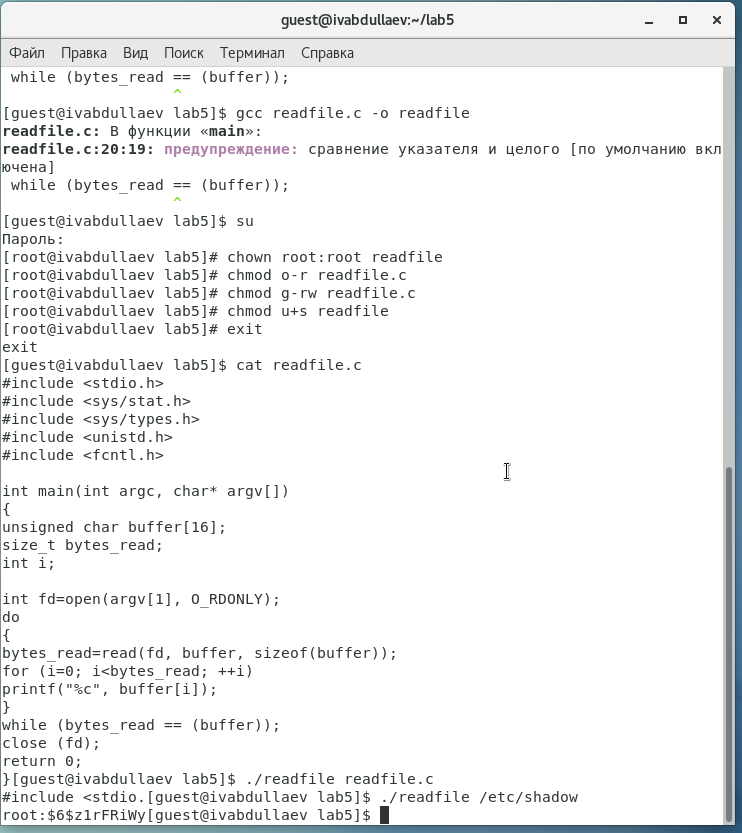 guest@ivabdullaev:~/lab5
Файл Правка Вид Поиск Терминал Справка
 while (bytes_read == (buffer));
                   ^
[guest@ivabdullaev lab5]$ gcc readfile.c -o readfile
readfile.c: В функции «main»:
readfile.c:20:19: предупреждение: сравнение указателя и целого [по умолчанию вкл
ючена]
 while (bytes_read == (buffer));
                   ^
[guest@ivabdullaev lab5]$ su
Пароль:
[root@ivabdullaev lab5]# chown root:root readfile
[root@ivabdullaev lab5]# chmod o-r readfile.c
[root@ivabdullaev lab5]# chmod g-rw readfile.c
[root@ivabdullaev lab5]# chmod u+s readfile
[root@ivabdullaev lab5]# exit
exit
[guest@ivabdullaev lab5]$ cat readfile.c
#include <stdio.h>
#include <sys/stat.h>
#include <sys/types.h>
#include <unistd.h>
#include <fcntl.h>

int main(int argc, char* argv[])
{
unsigned char buffer[16];
size_t bytes_read;
int i;

int fd=open(argv[1], O_RDONLY);
do
{
bytes_read=read(fd, buffer, sizeof(buffer));
for (i=0; i<bytes_read; ++i)
printf("%c", buffer[i]);
}
while (bytes_read == (buffer));
close (fd);
return 0;
}[guest@ivabdullaev lab5]$ ./readfile readfile.c
#include <stdio.[guest@ivabdullaev lab5]$ ./readfile /etc/shadow
root:$6$z1rFRiWy[guest@ivabdullaev lab5]$